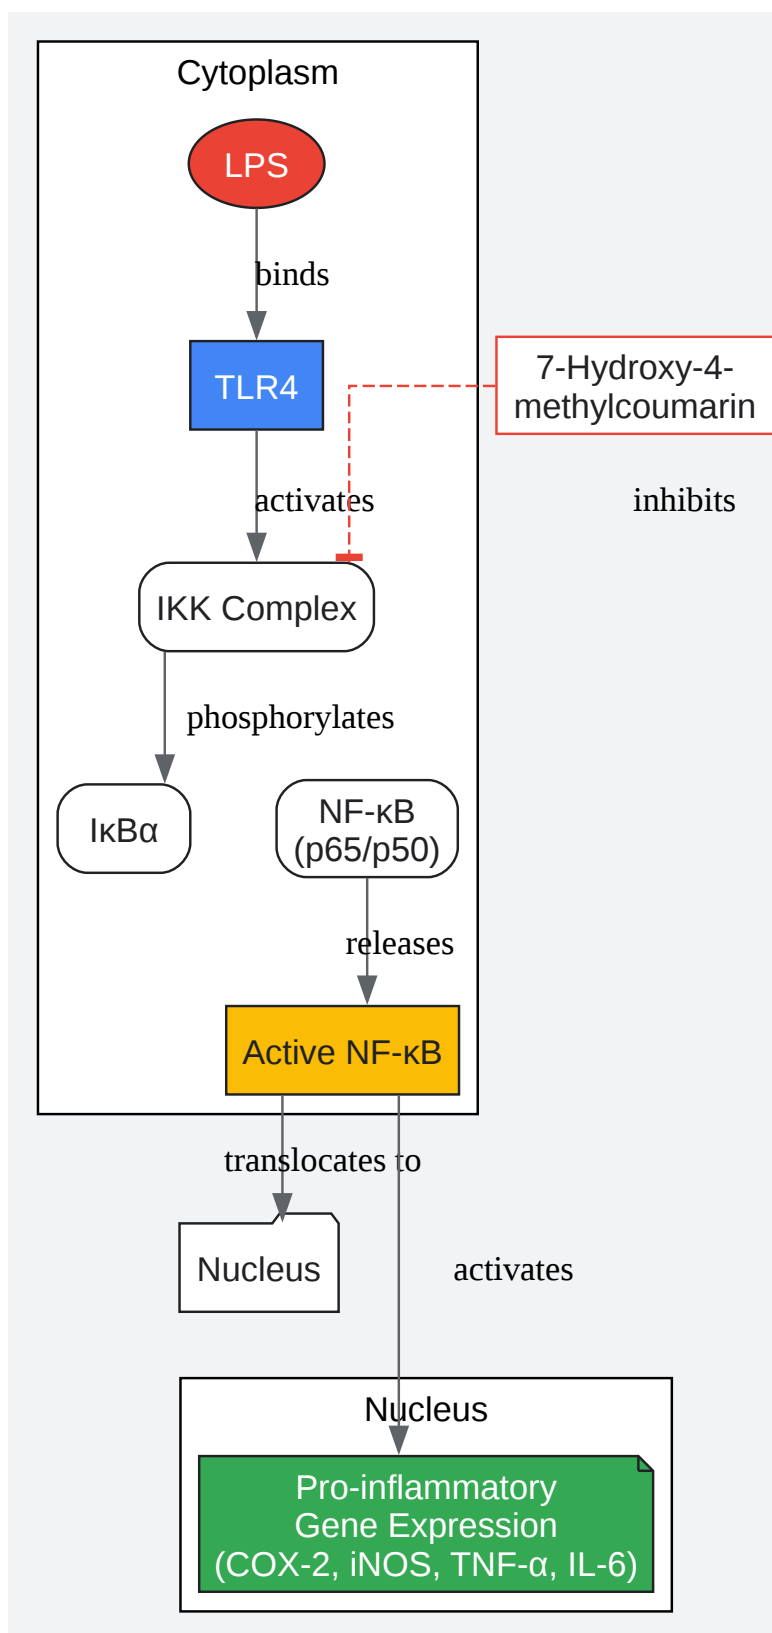 Cytoplasm
LPS
binds
TLR4
7-Hydroxy-4-
methylcoumarin
activates
inhibits
IKK Complex
phosphorylates
IκBα
NF-κB
(p65/p50)
releases
Active NF-κB
translocates to
Nucleus
activates
Nucleus
Pro-inflammatory
Gene Expression
(COX-2, iNOS, TNF-α, IL-6)